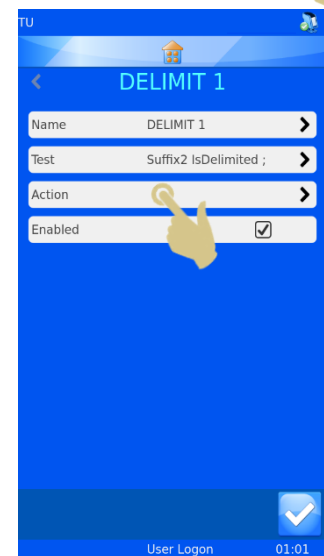 TU
DELIMIT 1
Name DELIMIT 1
Test Suffix2 IsDelimited ;
Action
Enabled
User Logon 01:01